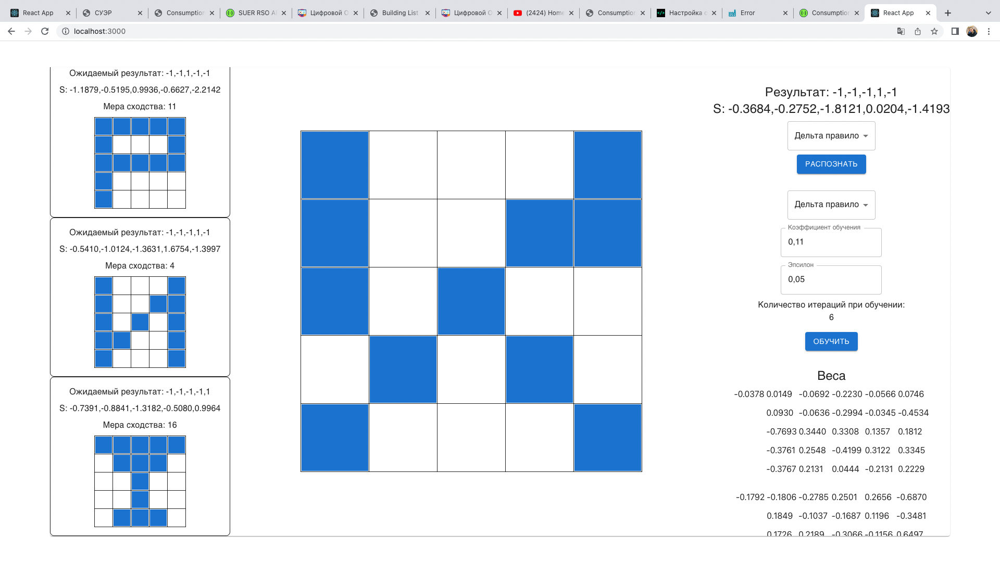 React App
СУЭР
Consumption
SUER RSO A
Цифровой О
Building List
Цифровой О
(2424) Home
Consumption
Настройка с
Error
Consumption
React App
localhost:3000
Ожидаемый результат: -1,-1,1,-1,-1
S: -1.1879,-0.5195,0.9936,-0.6627,-2.2142
Мера сходства: 11
Ожидаемый результат: -1,-1,-1,1,-1
S: -0.5410,-1.0124,-1.3631,1.6754,-1.3997
Мера сходства: 4
Ожидаемый результат: -1,-1,-1,-1,1
S: -0.7391,-0.8841,-1.3182,-0.5080,0.9964
Мера сходства: 16
Результат: -1,-1,-1,1,-1
S: -0.3684,-0.2752,-1.8121,0.0204,-1.4193
Дельта правило
РАСПОЗНАТЬ
Дельта правило
Коэффициент обучения
0,11
Эпсилон
0,05
Количество итераций при обучении:
6
ОБУЧИТЬ
Веса
-0.0378 0.0149 -0.0692 -0.2230 -0.0566 0.0746
0.0930 -0.0636 -0.2994 -0.0345 -0.4534
-0.7693 0.3440 0.3308 0.1357 0.1812
-0.3761 0.2548 -0.4199 0.3122 0.3345
-0.3767 0.2131 0.0444 -0.2131 0.2229
-0.1792 -0.1806 -0.2785 0.2501 0.2656 -0.6870
0.1849 -0.1037 -0.1687 0.1196 -0.3481
0.1726 0.2189 -0.3066 -0.1156 0.6497